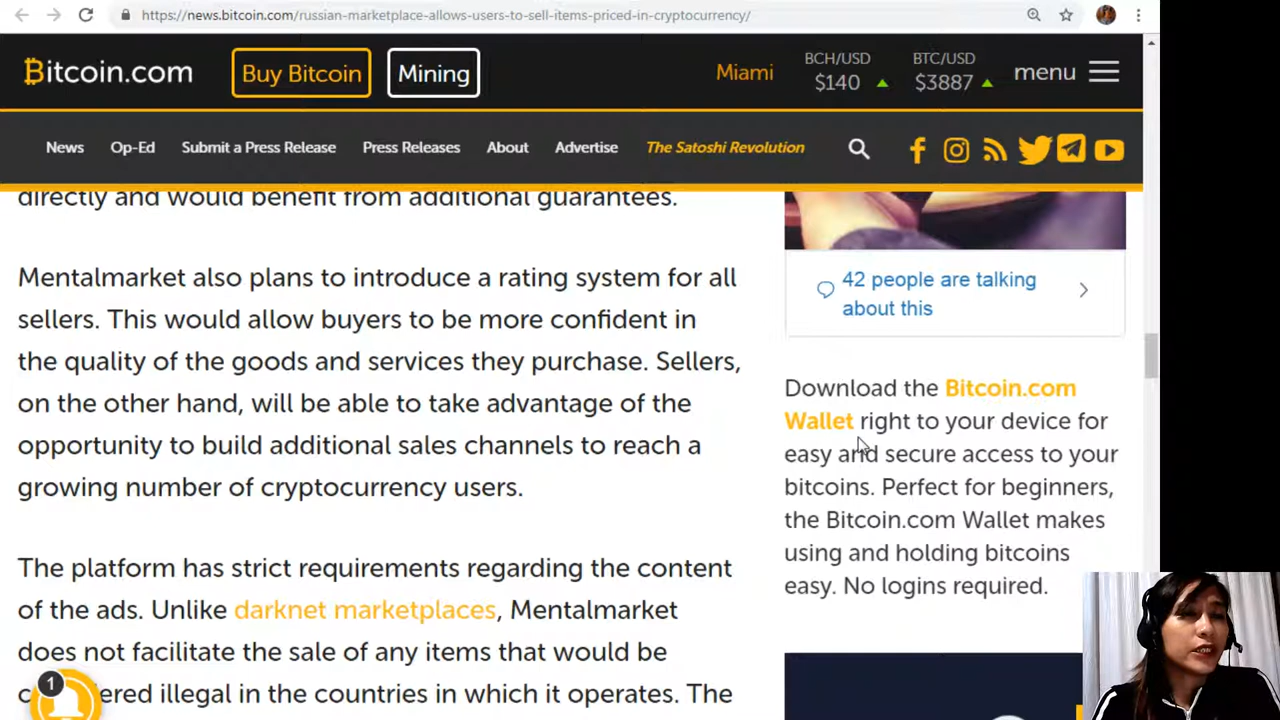 https://news.bitcoin.com/russian-marketplace-allows-users-to-sell-items-priced-in-cryptocurrency/
Bitcoin.com
Buy Bitcoin
Mining
Miami
BCH/USD
$140
BTC/USD
$3887
menu
News
Op-Ed
Submit a Press Release
Press Releases
About
Advertise
The Satoshi Revolution
directly and would benefit from additional guarantees.
Mentalmarket also plans to introduce a rating system for all
sellers. This would allow buyers to be more confident in
the quality of the goods and services they purchase. Sellers,
on the other hand, will be able to take advantage of the
opportunity to build additional sales channels to reach a
growing number of cryptocurrency users.
The platform has strict requirements regarding the content
of the ads. Unlike darknet marketplaces, Mentalmarket
does not facilitate the sale of any items that would be
illegal in the countries in which it operates. The
1
42 people are talking
about this
Download the Bitcoin.com
Wallet right to your device for
easy and secure access to your
bitcoins. Perfect for beginners,
the Bitcoin.com Wallet makes
using and holding bitcoins
easy. No logins required.